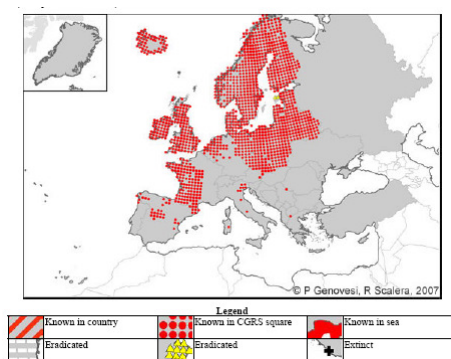 © P Genovesi, R Scalera, 2007
Legend
Known in country Known in CGRS square Known in sea
Eradicated Eradicated Extinct